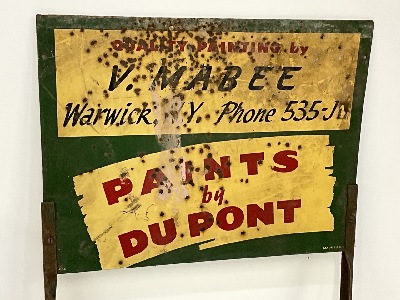 QUALITY PAINTING by
V. MABEE
Warwick, N.Y. Phone 535-J
PAINTS
by
DU PONT